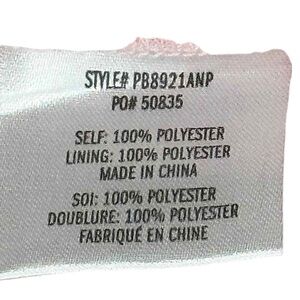 STYLE# PB8921ANP
PO# 50835
SELF: 100% POLYESTER
LINING: 100% POLYESTER
MADE IN CHINA
SOI: 100% POLYESTER
DOUBLURE: 100% POLYESTER
FABRIQUÉ EN CHINE